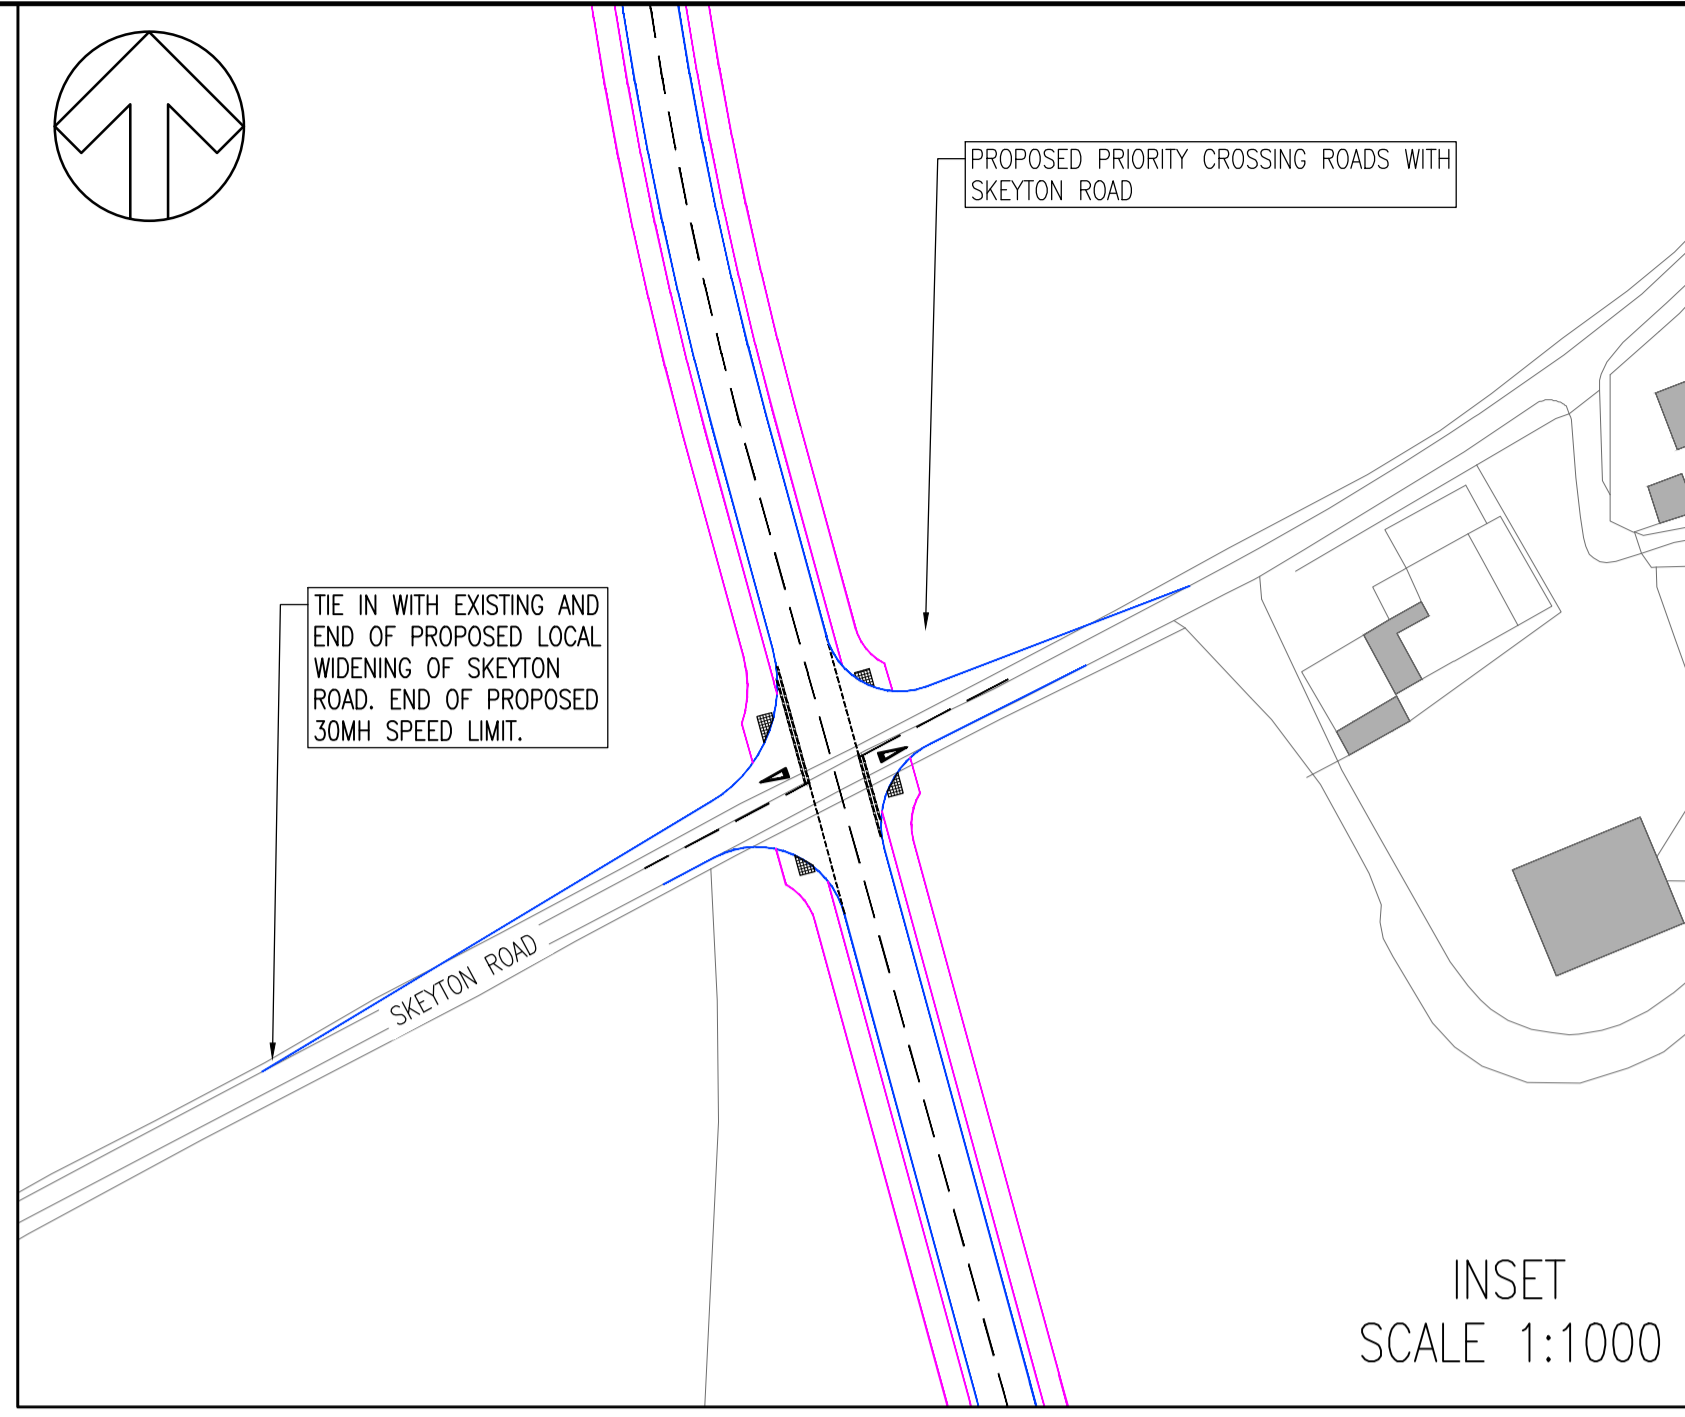 PROPOSED PRIORITY CROSSING ROADS WITH
SKEYTON ROAD
TIE IN WITH EXISTING AND
END OF PROPOSED LOCAL
WIDENING OF SKEYTON
ROAD. END OF PROPOSED
30MH SPEED LIMIT.
SKEYTON ROAD
INSET
SCALE 1:1000